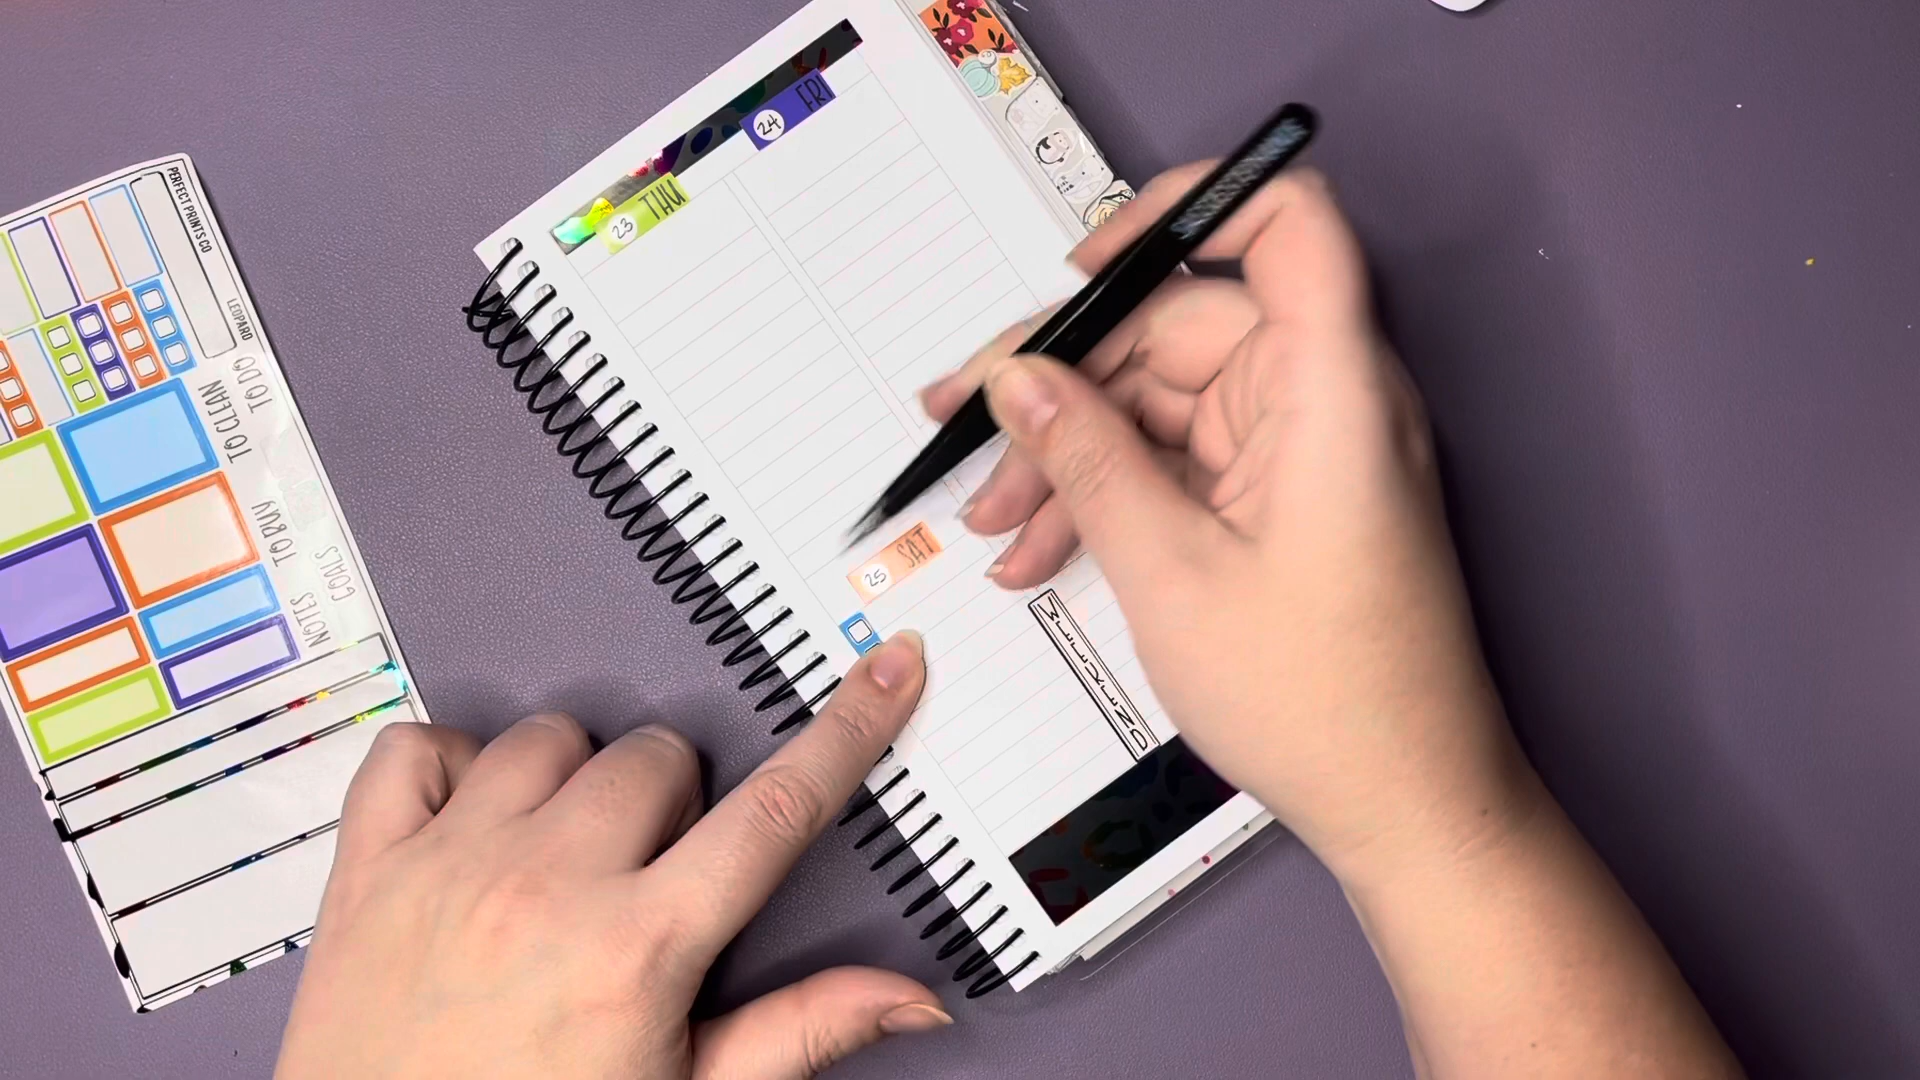 PERFECT PRINTS CO
LEOPARD
TO DO
TO CLEAN
TO BUY
GOALS
NOTES
24 FRI
23 THU
25 SAT
WEEKEND